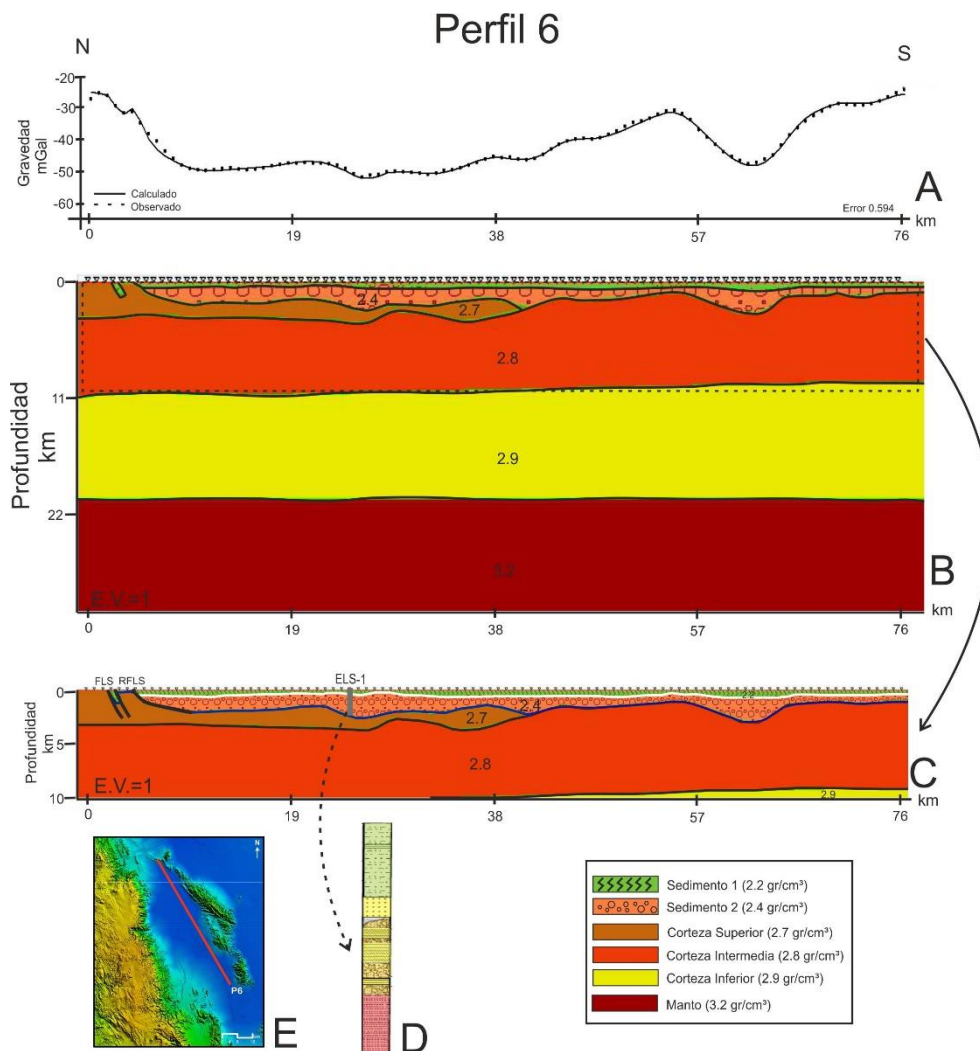 Perfil 6
N
S
-20
-30
-40
-50
-60
Gravedad
mGal
Calculado
Observado
A
Error 0.594
km
0
19
38
57
76
0
11
22
Profundidad
km
2.4
2.7
2.8
2.9
3.2
B
E.V.=1
km
0
19
38
57
76
FLS
RFLS
ELS-1
0
5
10
Profundidad
km
2.2
2.4
2.7
2.8
2.9
C
E.V.=1
0
19
38
57
76
km
N
P6
E
D
Sedimento 1 (2.2 gr/cm³)
Sedimento 2 (2.4 gr/cm³)
Corteza Superior (2.7 gr/cm³)
Corteza Intermedia (2.8 gr/cm³)
Corteza Inferior (2.9 gr/cm³)
Manto (3.2 gr/cm³)